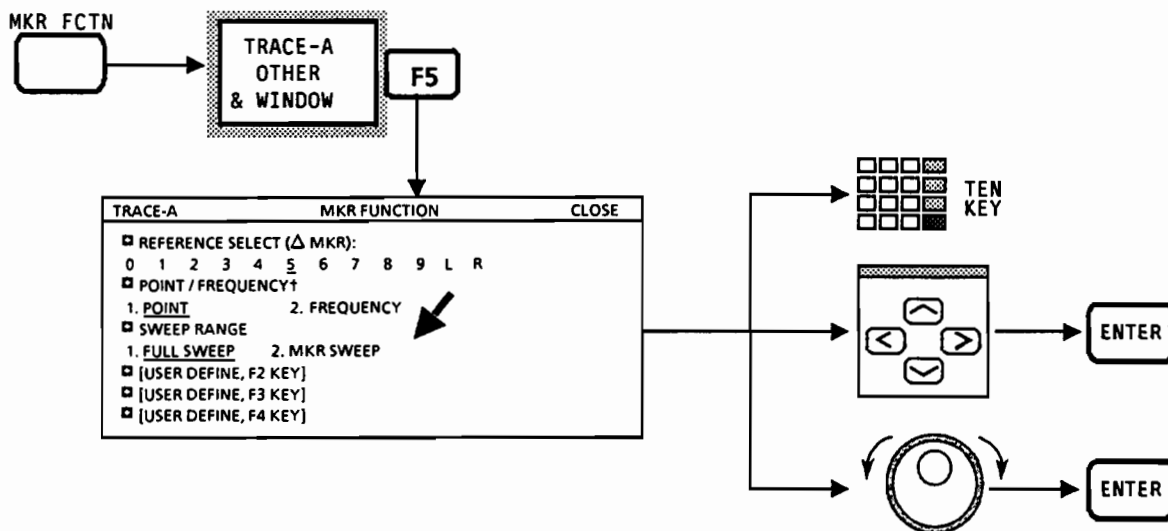 MKR FCTN
TRACE-A
OTHER
& WINDOW
F5
TRACE-A MKR FUNCTION CLOSE
REFERENCE SELECT (Δ MKR):
0 1 2 3 4 5 6 7 8 9 L R
POINT / FREQUENCY†
1. POINT 2. FREQUENCY
SWEEP RANGE
1. FULL SWEEP 2. MKR SWEEP
[USER DEFINE, F2 KEY]
[USER DEFINE, F3 KEY]
[USER DEFINE, F4 KEY]
TEN
KEY
ENTER
ENTER